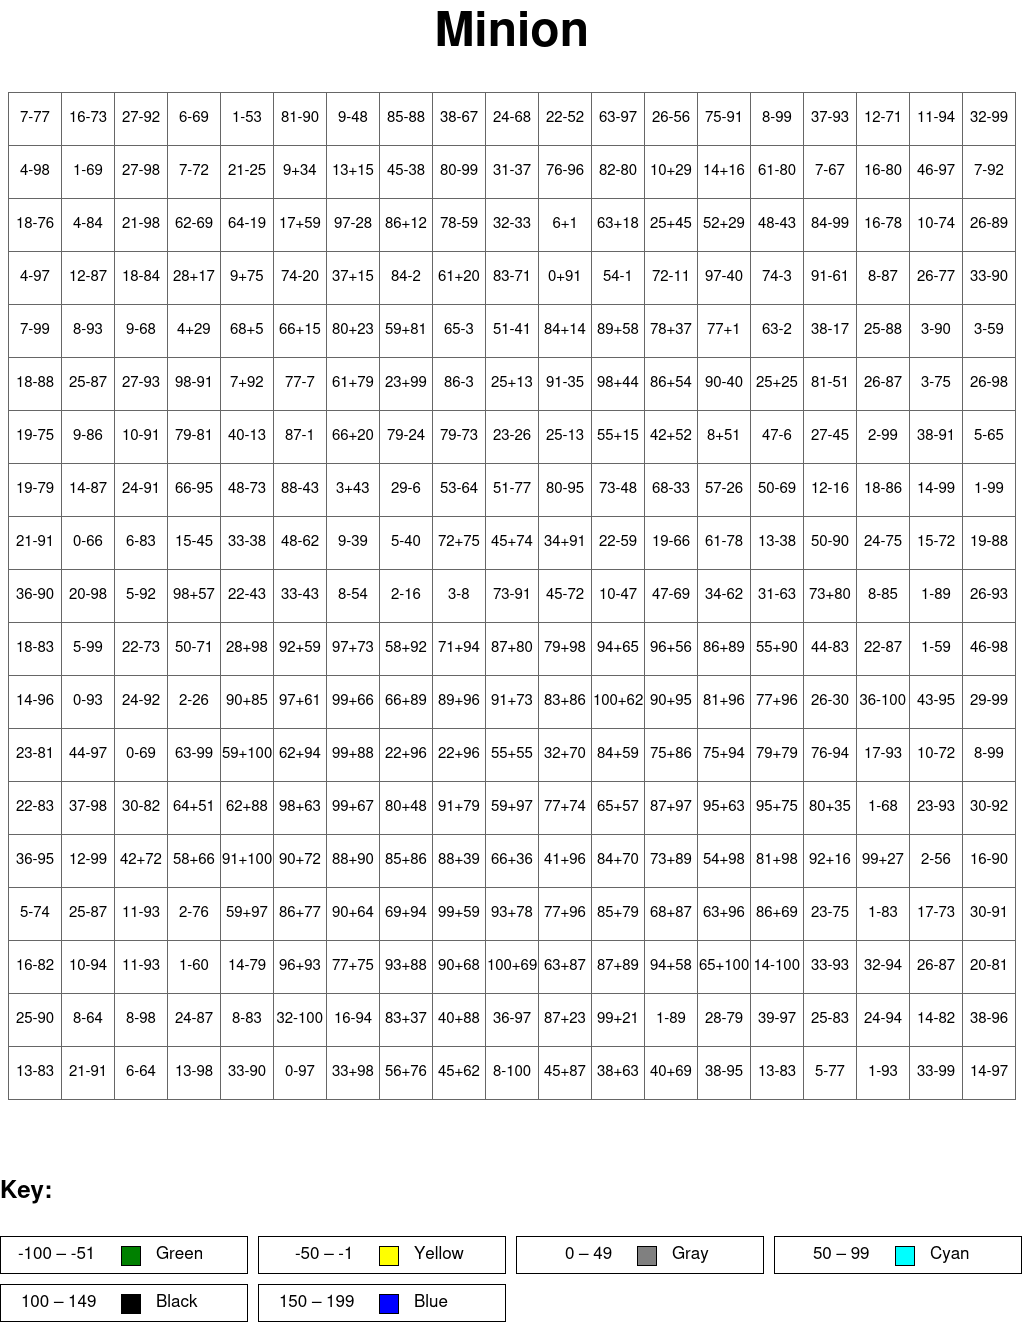 Minion
7-77 16-73 27-92 6-69 1-53 81-90 9-48 85-88 38-67 24-68 22-52 63-97 26-56 75-91 8-99 37-93 12-71 11-94 32-99
4-98 1-69 27-98 7-72 21-25 9+34 13+15 45-38 80-99 31-37 76-96 82-80 10+29 14+16 61-80 7-67 16-80 46-97 7-92
18-76 4-84 21-98 62-69 64-19 17+59 97-28 86+12 78-59 32-33 6+1 63+18 25+45 52+29 48-43 84-99 16-78 10-74 26-89
4-97 12-87 18-84 28+17 9+75 74-20 37+15 84-2 61+20 83-71 0+91 54-1 72-11 97-40 74-3 91-61 8-87 26-77 33-90
7-99 8-93 9-68 4+29 68+5 66+15 80+23 59+81 65-3 51-41 84+14 89+58 78+37 77+1 63-2 38-17 25-88 3-90 3-59
18-88 25-87 27-93 98-91 7+92 77-7 61+79 23+99 86-3 25+13 91-35 98+44 86+54 90-40 25+25 81-51 26-87 3-75 26-98
19-75 9-86 10-91 79-81 40-13 87-1 66+20 79-24 79-73 23-26 25-13 55+15 42+52 8+51 47-6 27-45 2-99 38-91 5-65
19-79 14-87 24-91 66-95 48-73 88-43 3+43 29-6 53-64 51-77 80-95 73-48 68-33 57-26 50-69 12-16 18-86 14-99 1-99
21-91 0-66 6-83 15-45 33-38 48-62 9-39 5-40 72+75 45+74 34+91 22-59 19-66 61-78 13-38 50-90 24-75 15-72 19-88
36-90 20-98 5-92 98+57 22-43 33-43 8-54 2-16 3-8 73-91 45-72 10-47 47-69 34-62 31-63 73+80 8-85 1-89 26-93
18-83 5-99 22-73 50-71 28+98 92+59 97+73 58+92 71+94 87+80 79+98 94+65 96+56 86+89 55+90 44-83 22-87 1-59 46-98
14-96 0-93 24-92 2-26 90+85 97+61 99+66 66+89 89+96 91+73 83+86 100+62 90+95 81+96 77+96 26-30 36-100 43-95 29-99
23-81 44-97 0-69 63-99 59+100 62+94 99+88 22+96 22+96 55+55 32+70 84+59 75+86 75+94 79+79 76-94 17-93 10-72 8-99
22-83 37-98 30-82 64+51 62+88 98+63 99+67 80+48 91+79 59+97 77+74 65+57 87+97 95+63 95+75 80+35 1-68 23-93 30-92
36-95 12-99 42+72 58+66 91+100 90+72 88+90 85+86 88+39 66+36 41+96 84+70 73+89 54+98 81+98 92+16 99+27 2-56 16-90
5-74 25-87 11-93 2-76 59+97 86+77 90+64 69+94 99+59 93+78 77+96 85+79 68+87 63+96 86+69 23-75 1-83 17-73 30-91
16-82 10-94 11-93 1-60 14-79 96+93 77+75 93+88 90+68 100+69 63+87 87+89 94+58 65+100 14-100 33-93 32-94 26-87 20-81
25-90 8-64 8-98 24-87 8-83 32-100 16-94 83+37 40+88 36-97 87+23 99+21 1-89 28-79 39-97 25-83 24-94 14-82 38-96
13-83 21-91 6-64 13-98 33-90 0-97 33+98 56+76 45+62 8-100 45+87 38+63 40+69 38-95 13-83 5-77 1-93 33-99 14-97
Key:
-100 – -51 Green -50 – -1 Yellow 0 – 49 Gray 50 – 99 Cyan
100 – 149 Black 150 – 199 Blue